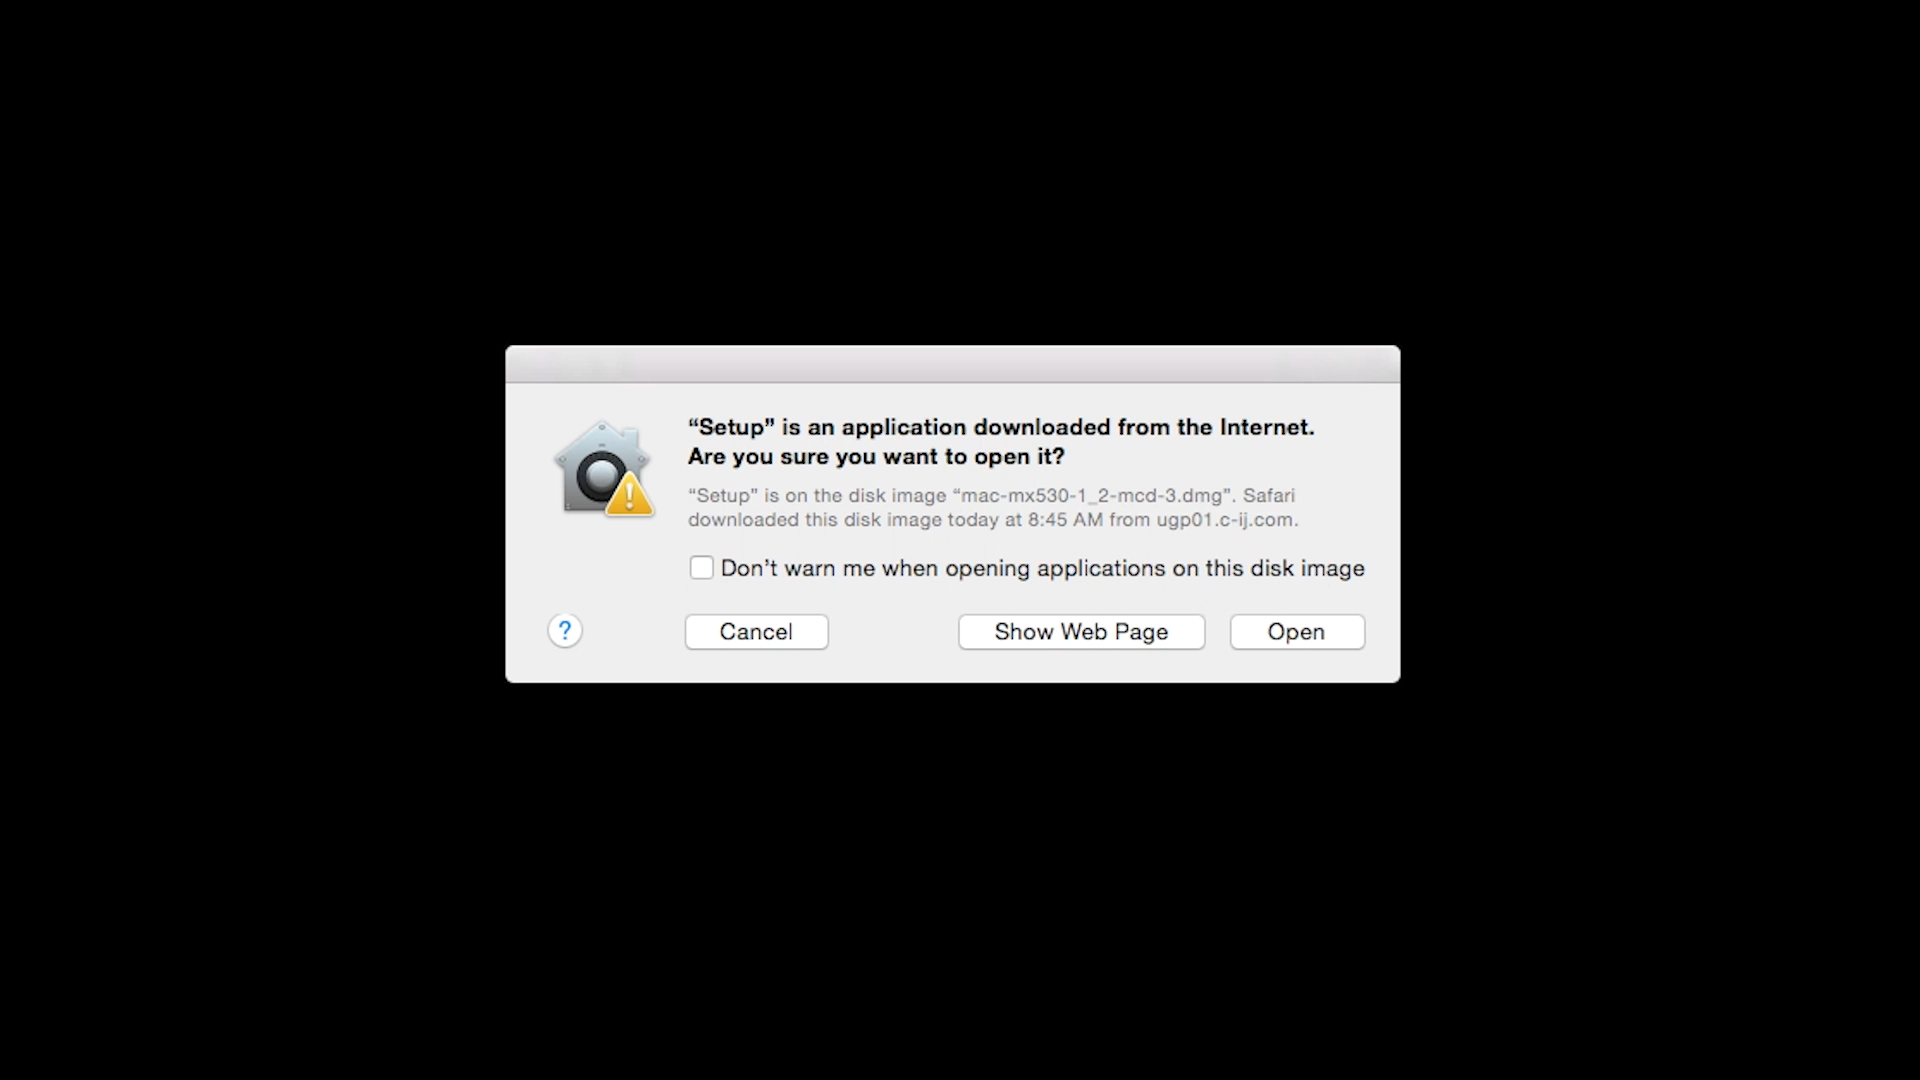 “Setup” is an application downloaded from the Internet.
Are you sure you want to open it?
“Setup” is on the disk image “mac-mx530-1_2-mcd-3.dmg”. Safari
downloaded this disk image today at 8:45 AM from ugp01.c-ij.com.
Don’t warn me when opening applications on this disk image
? Cancel Show Web Page Open